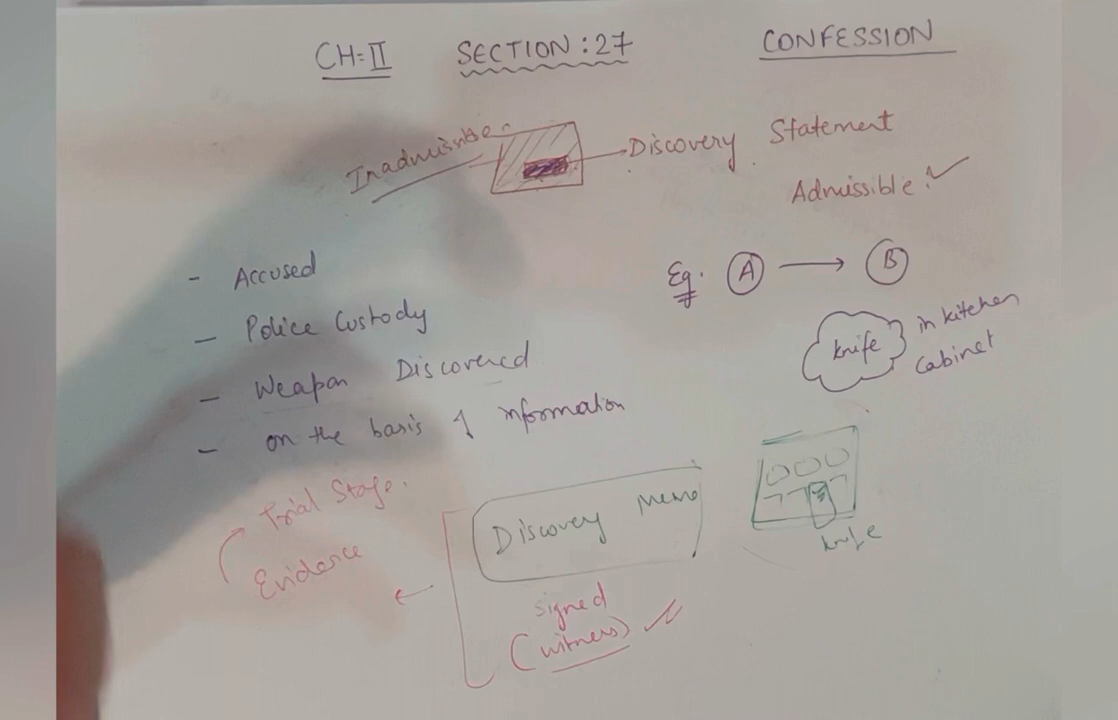 CH=II SECTION : 27 CONFESSION
Inadmissible
Discovery Statement
Admissible.
- Accused
- Police Custody
- Weapon Discovered
- on the basis of information
Eg. A → B
knife in kitchen
cabinet
knife
Trial Stage.
Evidence
Discovery Memo
signed
(witness)